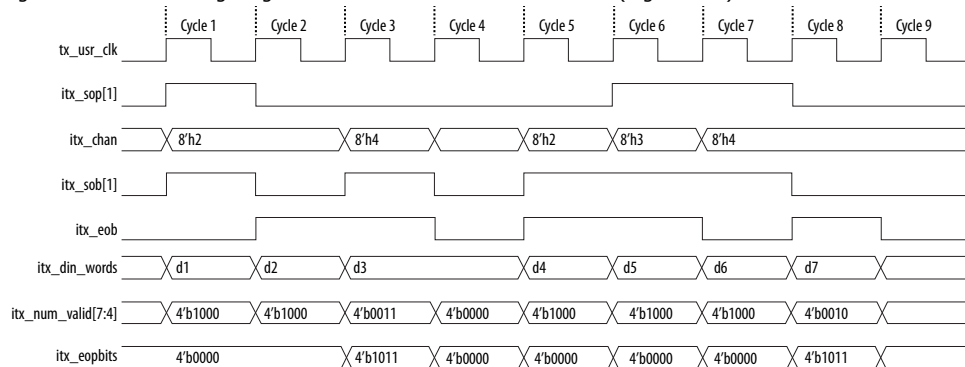 Cycle 1 Cycle 2 Cycle 3 Cycle 4 Cycle 5 Cycle 6 Cycle 7 Cycle 8 Cycle 9
tx_usr_clk
itx_sop[1]
itx_chan 8'h2 8'h4 8'h2 8'h3 8'h4
itx_sob[1]
itx_eob
itx_din_words d1 d2 d3 d4 d5 d6 d7
itx_num_valid[7:4] 4'b1000 4'b1000 4'b0011 4'b0000 4'b1000 4'b1000 4'b1000 4'b0010
itx_eopbits 4'b0000 4'b1011 4'b0000 4'b0000 4'b0000 4'b0000 4'b1011